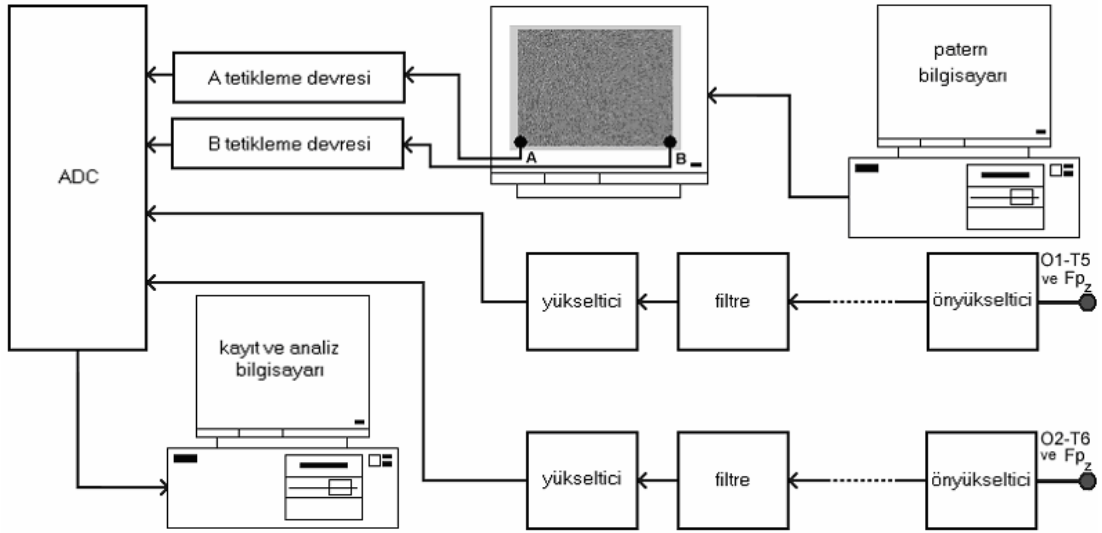 A tetikleme devresi
B tetikleme devresi
ADC
A
B
patern
bilgisayarı
yükseltici
filtre
önyükseltici
O1-T5
ve Fpz
kayıt ve analiz
bilgisayarı
yükseltici
filtre
önyükseltici
O2-T6
ve Fpz